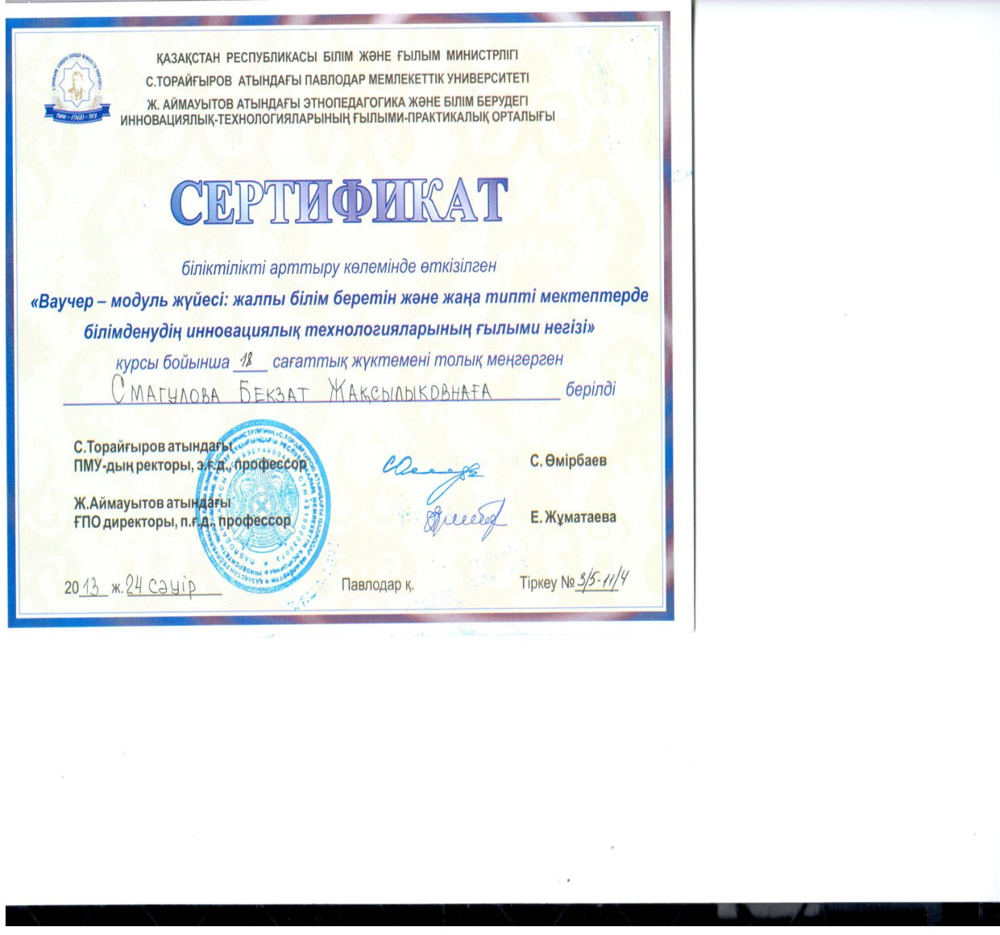 ҚАЗАҚСТАН РЕСПУБЛИКАСЫ БІЛІМ ЖӘНЕ ҒЫЛЫМ МИНИСТРЛІГІ
С.ТОРАЙҒЫРОВ АТЫНДАҒЫ ПАВЛОДАР МЕМЛЕКЕТТІК УНИВЕРСИТЕТІ
Ж. АЙМАУЫТОВ АТЫНДАҒЫ ЭТНОПЕДАГОГИКА ЖӘНЕ БІЛІМ БЕРУДЕГІ
ИННОВАЦИЯЛЫҚ-ТЕХНОЛОГИЯЛАРЫНЫҢ ҒЫЛЫМИ-ПРАКТИКАЛЫҚ ОРТАЛЫҒЫ
ПИИ - 1960 - ПГУ
СЕРТИФИКАТ
біліктілікті арттыру көлемінде өткізілген
«Ваучер – модуль жүйесі: жалпы білім беретін және жаңа типті мектептерде
білімденудің инновациялық технологияларының ғылыми негізі»
курсы бойынша 18 сағаттық жүктемені толық меңгерген
Смагулова Бекзат Жақсылыковнаға берілді
С.Торайғыров атындағы
ПМУ-дың ректоры, э.ғ.д., профессор С. Өмірбаев
Ж.Аймауытов атындағы
ҒПО директоры, п.ғ.д., профессор Е.Жұматаева
2013 ж. 24 сәуір Павлодар қ. Тіркеу № 3/5-11/4